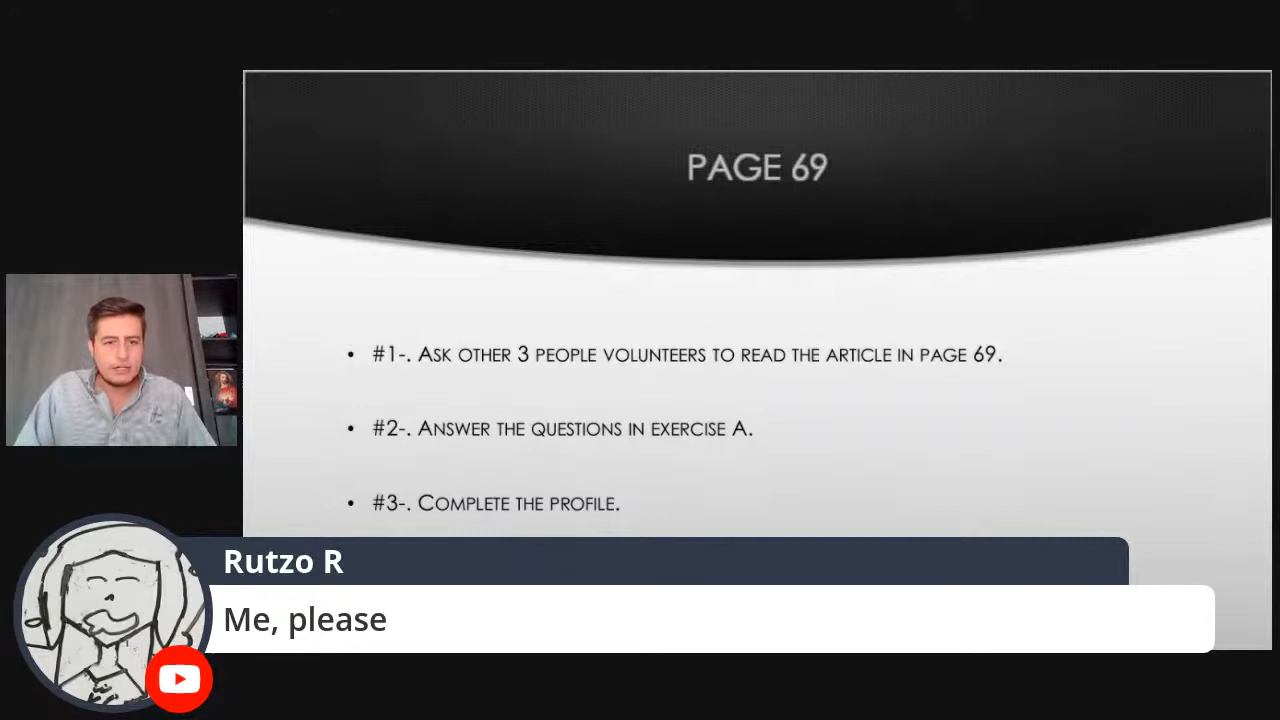 PAGE 69
• #1-. ASK OTHER 3 PEOPLE VOLUNTEERS TO READ THE ARTICLE IN PAGE 69.
• #2-. ANSWER THE QUESTIONS IN EXERCISE A.
• #3-. COMPLETE THE PROFILE.
Rutzo R
Me, please